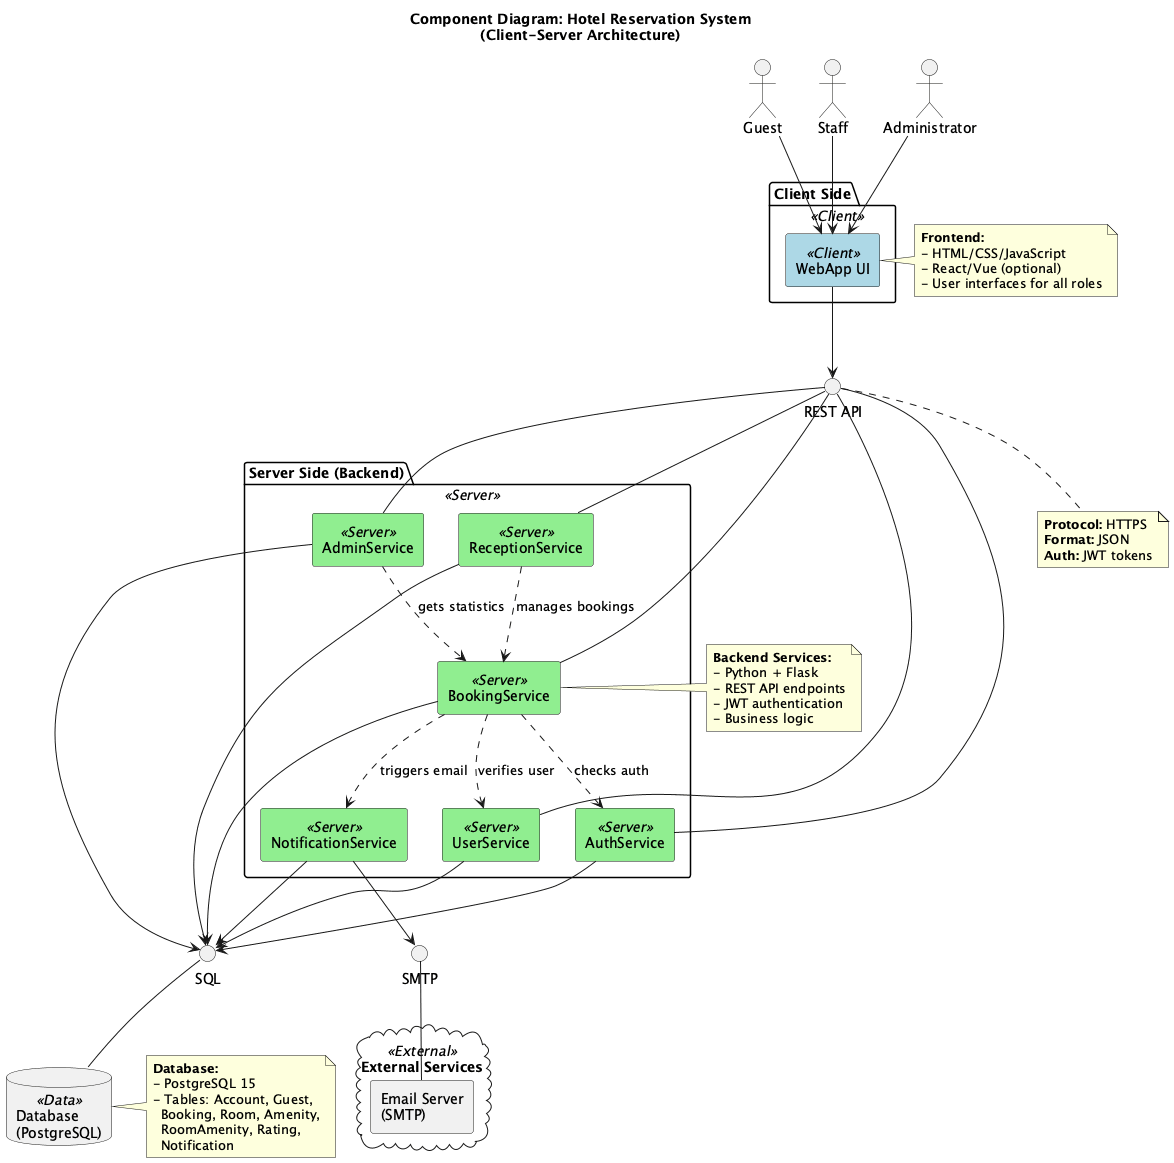 Component Diagram: Hotel Reservation System
(Client-Server Architecture)
Guest
Staff
Administrator
Client Side
«Client»
«Client»
WebApp UI
Frontend:
- HTML/CSS/JavaScript
- React/Vue (optional)
- User interfaces for all roles
REST API
Protocol: HTTPS
Format: JSON
Auth: JWT tokens
Server Side (Backend)
«Server»
«Server»
AdminService
«Server»
ReceptionService
gets statistics
manages bookings
«Server»
BookingService
Backend Services:
- Python + Flask
- REST API endpoints
- JWT authentication
- Business logic
triggers email
verifies user
checks auth
«Server»
NotificationService
«Server»
UserService
«Server»
AuthService
SQL
SMTP
«External»
External Services
Email Server
(SMTP)
«Data»
Database
(PostgreSQL)
Database:
- PostgreSQL 15
- Tables: Account, Guest,
Booking, Room, Amenity,
RoomAmenity, Rating,
Notification